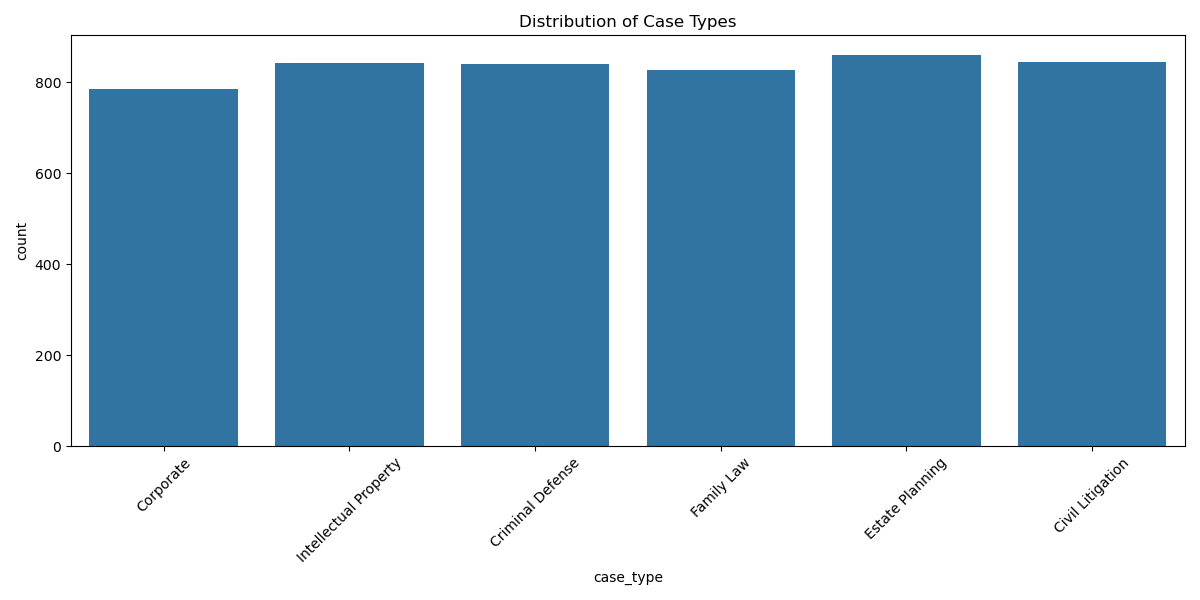 Distribution of Case Types
800
600
400
200
0
count
Corporate
Intellectual Property
Criminal Defense
Family Law
Estate Planning
Civil Litigation
case_type